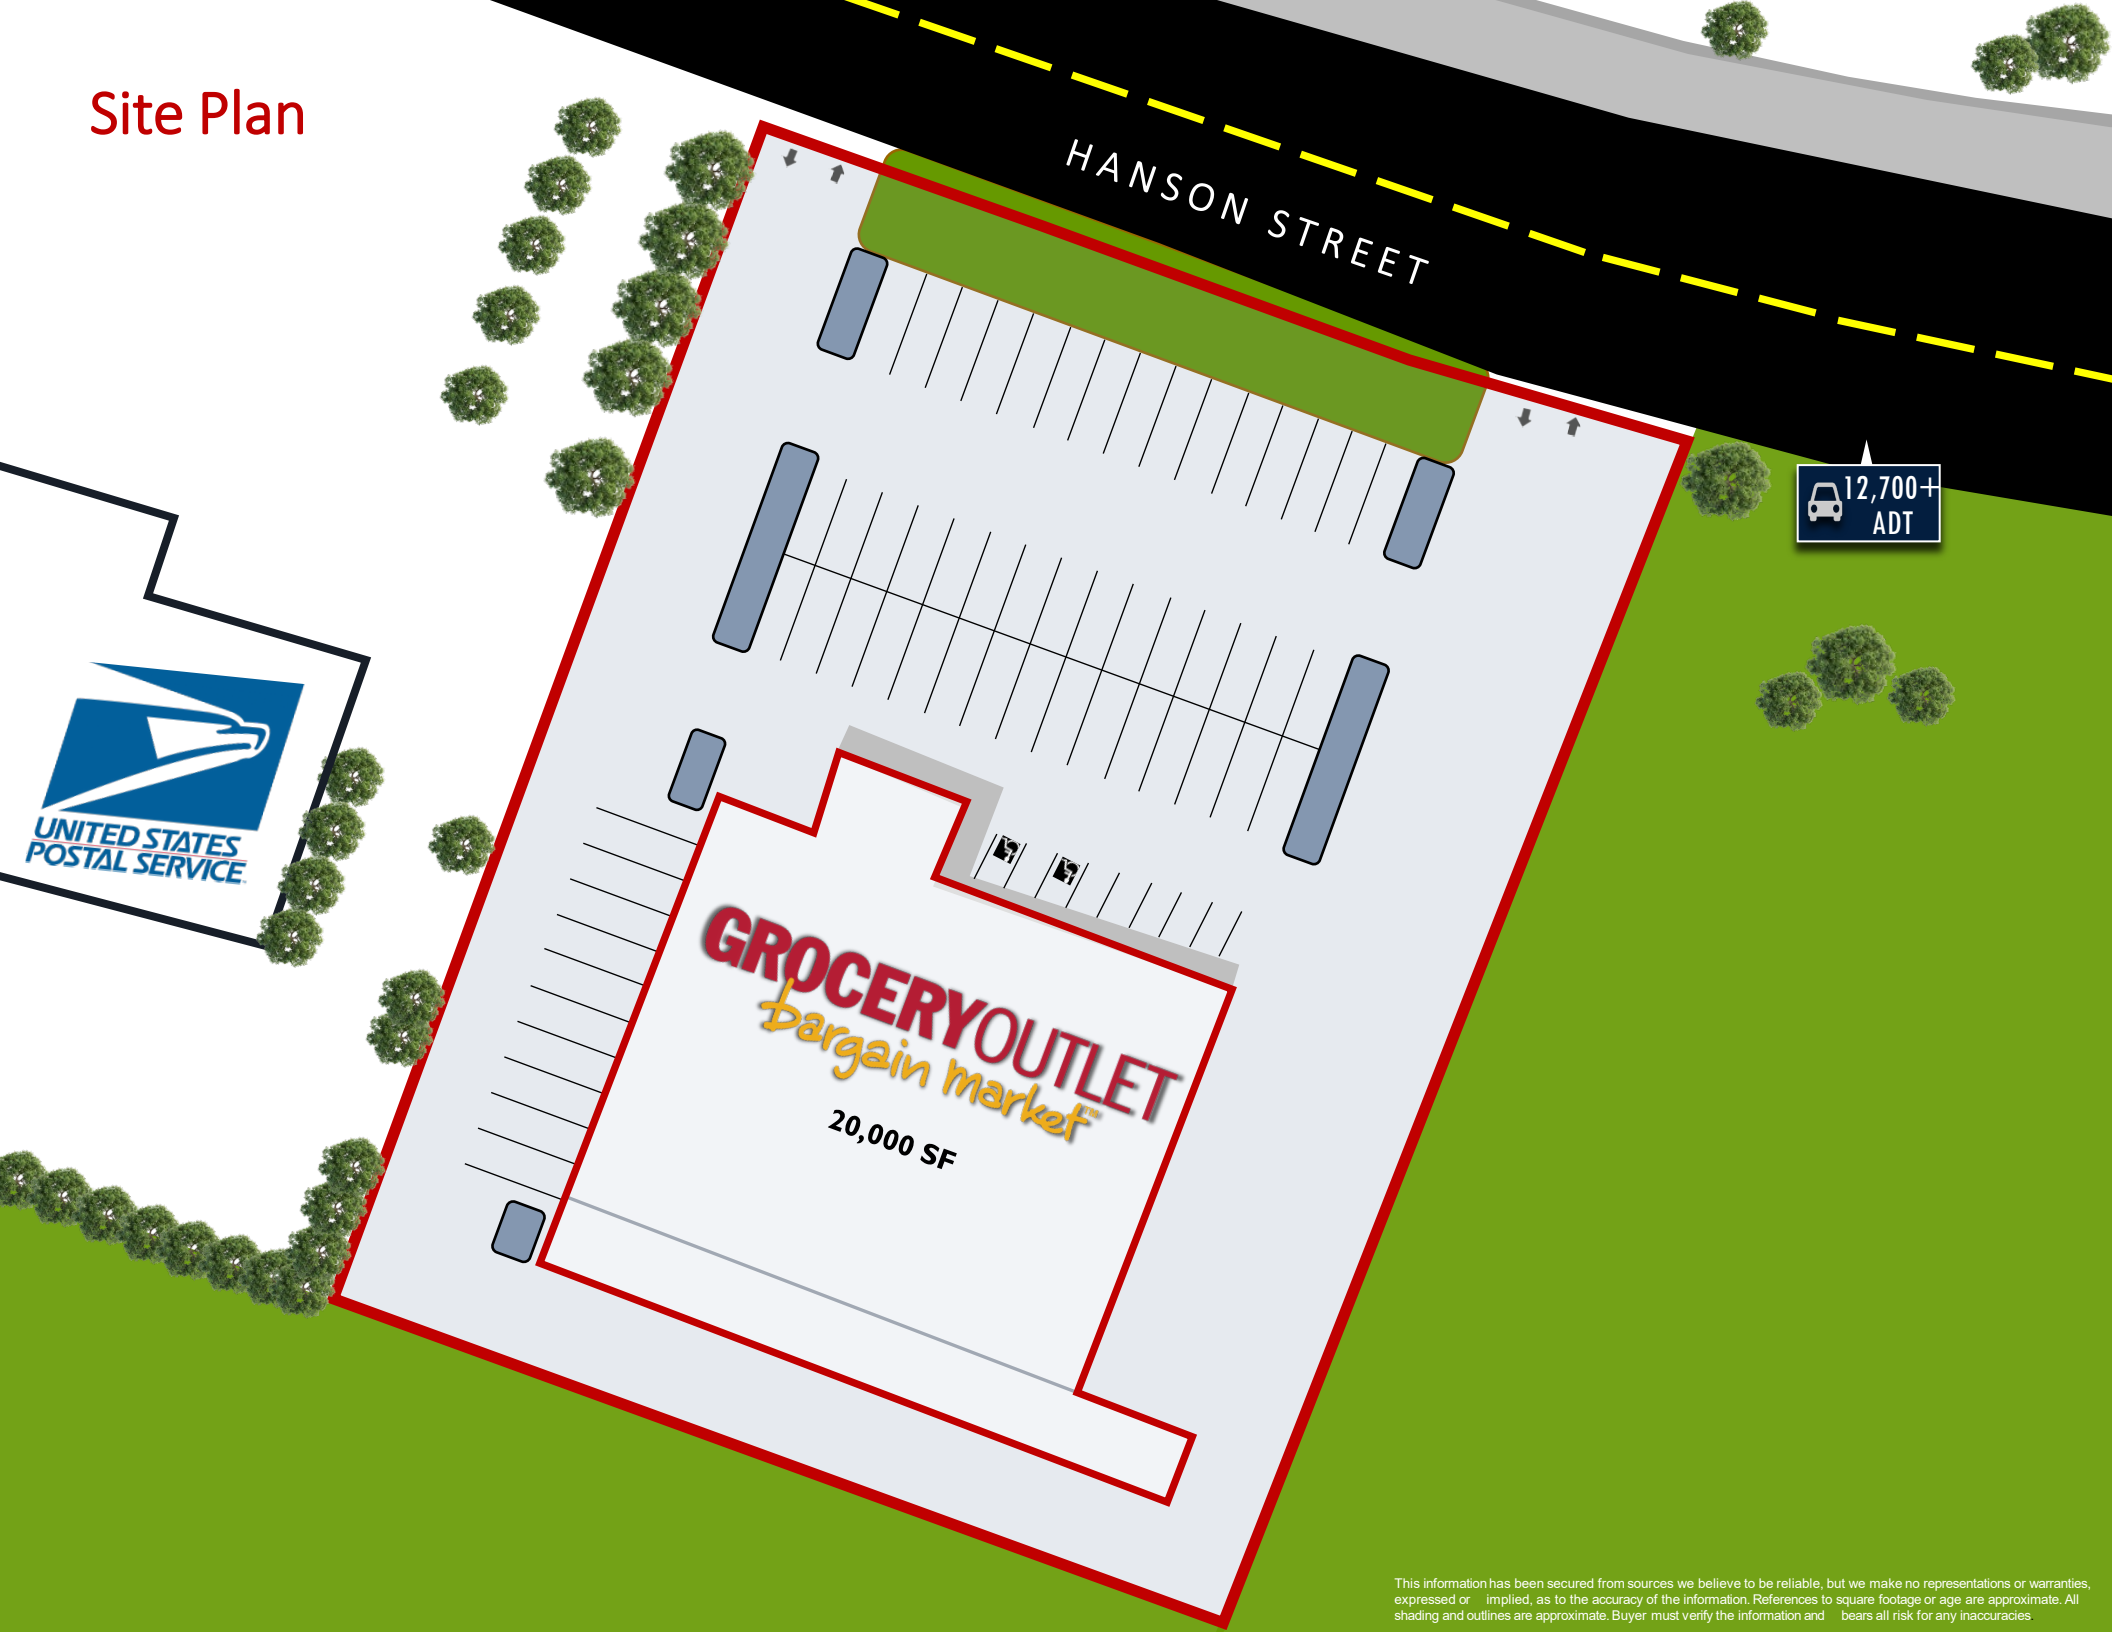 Site Plan
HANSON STREET
12,700+
ADT
UNITED STATES
POSTAL SERVICE
GROCERYOUTLET
bargain market™
20,000 SF
This information has been secured from sources we believe to be reliable, but we make no representations or warranties,
expressed or implied, as to the accuracy of the information. References to square footage or age are approximate. All
shading and outlines are approximate. Buyer must verify the information and bears all risk for any inaccuracies.